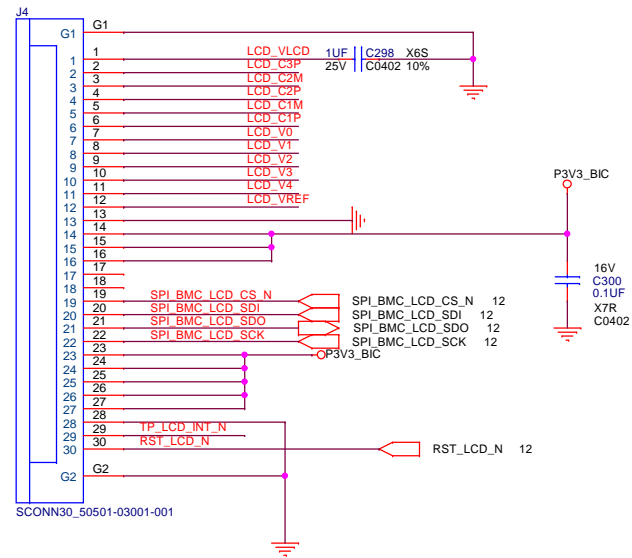 J4
G1 G1
1 1 LCD_VLCD 1UF C298 X6S
25V C0402 10%
2 2 LCD_C3P
3 3 LCD_C2M
4 4 LCD_C2P
5 5 LCD_C1M
6 6 LCD_C1P
7 7 LCD_V0
8 8 LCD_V1
9 9 LCD_V2
10 10 LCD_V3
11 11 LCD_V4
12 12 LCD_VREF
P3V3_BIC
13 13
14 14
15 15
16 16
17 17
18 18
16V
C300
0.1UF
X7R
C0402
19 19 SPI_BMC_LCD_CS_N SPI_BMC_LCD_CS_N 12
20 20 SPI_BMC_LCD_SDI SPI_BMC_LCD_SDI 12
21 21 SPI_BMC_LCD_SDO SPI_BMC_LCD_SDO 12
22 22 SPI_BMC_LCD_SCK SPI_BMC_LCD_SCK 12
23 23 P3V3_BIC
24 24
25 25
26 26
27 27
28 28
29 29 TP_LCD_INT_N
30 30 RST_LCD_N RST_LCD_N 12
G2 G2
SCONN30_50501-03001-001